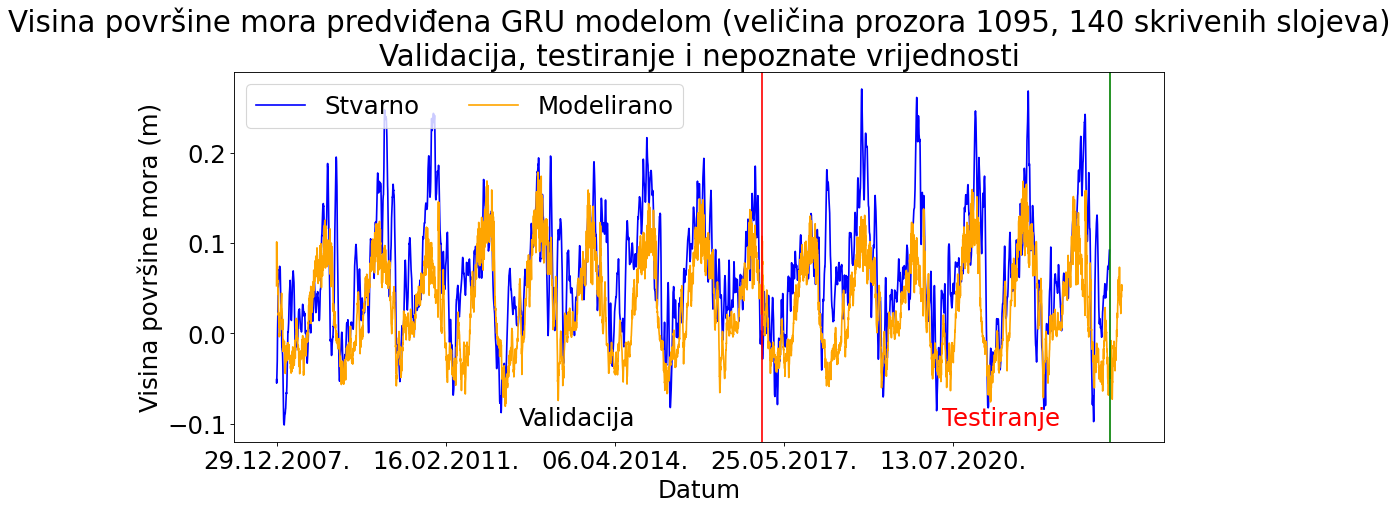 Visina površine mora predviđena GRU modelom (veličina prozora 1095, 140 skrivenih slojeva)
Validacija, testiranje i nepoznate vrijednosti
Stvarno
Modelirano
Visina površine mora (m)
0.2
0.1
0.0
−0.1
Validacija
Testiranje
29.12.2007.
16.02.2011.
06.04.2014.
25.05.2017.
13.07.2020.
Datum